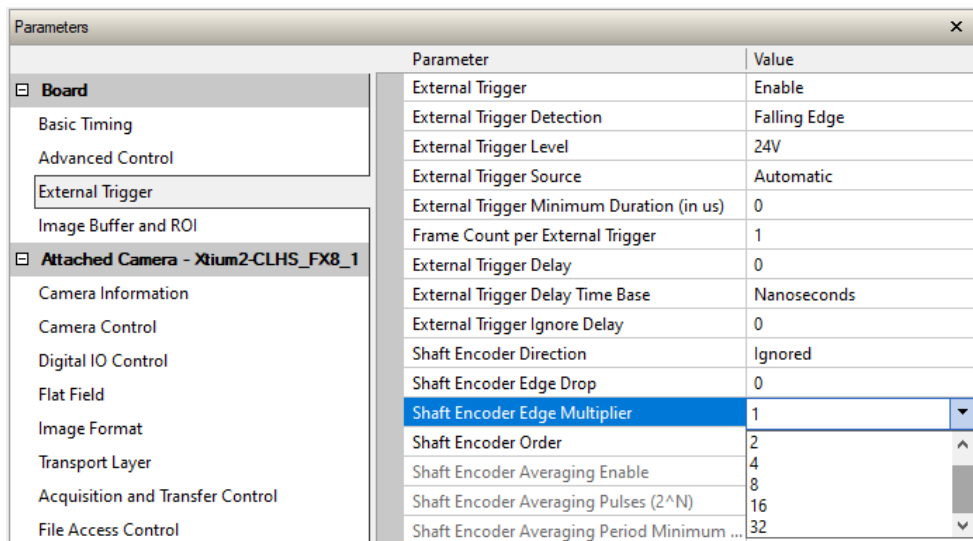 Parameters
Parameter Value
Board
Basic Timing
Advanced Control
External Trigger
Image Buffer and ROI
Attached Camera - Xtium2-CLHS_FX8_1
Camera Information
Camera Control
Digital IO Control
Flat Field
Image Format
Transport Layer
Acquisition and Transfer Control
File Access Control
External Trigger Enable
External Trigger Detection Falling Edge
External Trigger Level 24V
External Trigger Source Automatic
External Trigger Minimum Duration (in us) 0
Frame Count per External Trigger 1
External Trigger Delay 0
External Trigger Delay Time Base Nanoseconds
External Trigger Ignore Delay 0
Shaft Encoder Direction Ignored
Shaft Encoder Edge Drop 0
Shaft Encoder Edge Multiplier 1
Shaft Encoder Order
Shaft Encoder Averaging Enable
Shaft Encoder Averaging Pulses (2^N)
Shaft Encoder Averaging Period Minimum ...
2
4
8
16
32